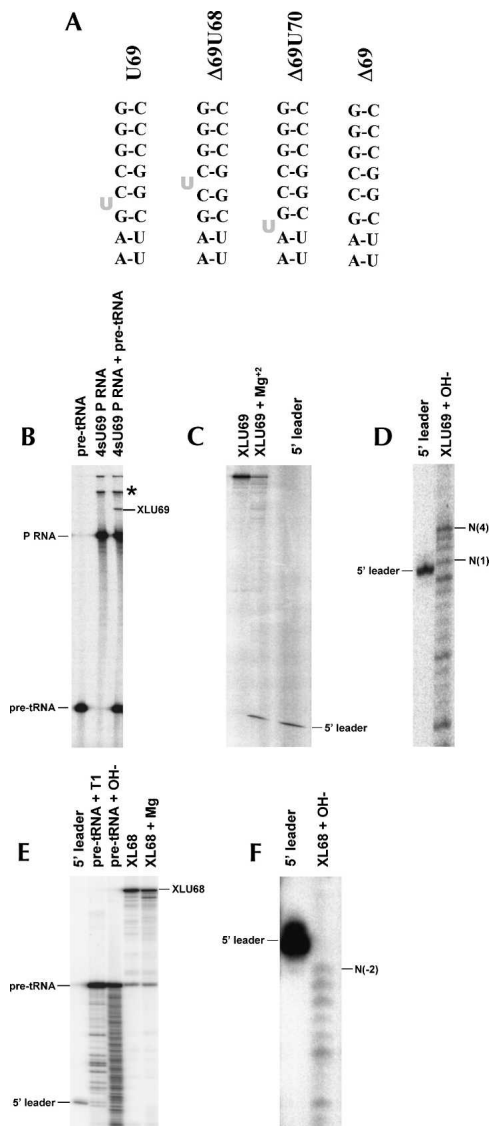 A
U69 Δ69U68 Δ69U70 Δ69
G-C G-C G-C G-C
G-C G-C G-C G-C
G-C G-C G-C G-C
C-G U C-G C-G C-G
U C-G C-G C-G C-G
G-C G-C U G-C G-C
A-U A-U A-U A-U
A-U A-U A-U A-U
B
pre-tRNA
4sU69 P RNA
4sU69 P RNA + pre-tRNA
*
XLU69
P RNA
pre-tRNA
C
XLU69
XLU69 + Mg+2
5' leader
5' leader
D
5' leader
XLU69 + OH-
N(4)
N(1)
5' leader
E
5' leader
pre-tRNA + T1
pre-tRNA + OH-
XL68
XL68 + Mg
XLU68
pre-tRNA
5' leader
F
5' leader
XL68 + OH-
5' leader
N(-2)